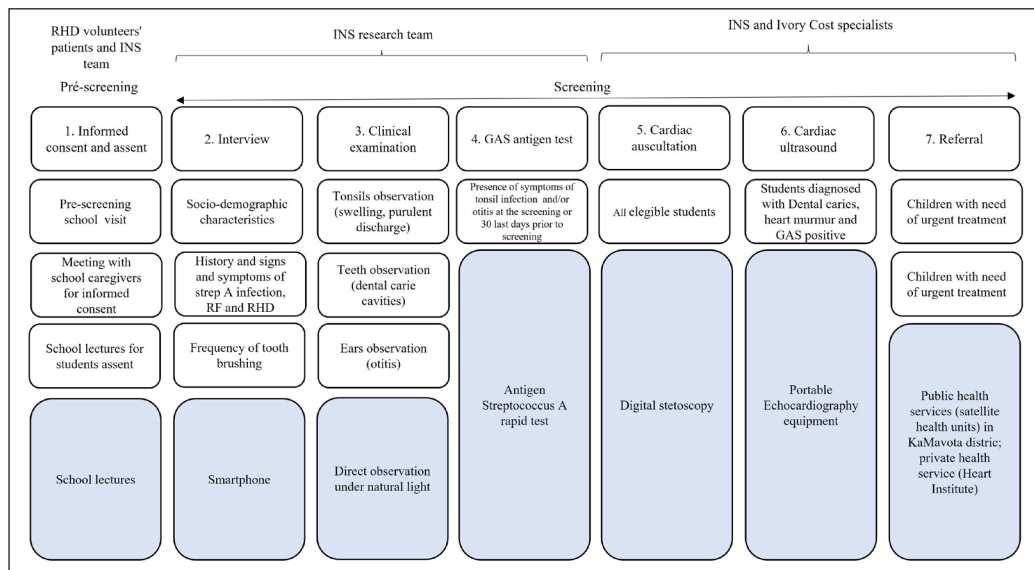 RHD volunteers'
patients and INS
team
INS research team
INS and Ivory Cost specialists
Pré-screening
Screening
1. Informed
consent and assent
2. Interview
3. Clinical
examination
4. GAS antigen test
5. Cardiac
auscultation
6. Cardiac
ultrasound
7. Referral
Pre-screening
school visit
Socio-demographic
characteristics
Tonsils observation
(swelling, purulent
discharge)
Presence of symptoms of
tonsil infection and/or
otitis at the screening or
30 last days prior to
screening
All elegible students
Students diagnosed
with Dental caries,
heart murmur and
GAS positive
Children with need
of urgent treatment
Meeting with
school caregivers
for informed
consent
History and signs
and symptoms of
strep A infection,
RF and RHD
Teeth observation
(dental carie
cavities)
Children with need
of urgent treatment
School lectures for
students assent
Frequency of tooth
brushing
Ears observation
(otitis)
Antigen
Streptococcus A
rapid test
Digital stetoscopy
Portable
Echocardiography
equipment
Public health
services (satellite
health units) in
KaMavota distric;
private health
service (Heart
Institute)
School lectures
Smartphone
Direct observation
under natural light